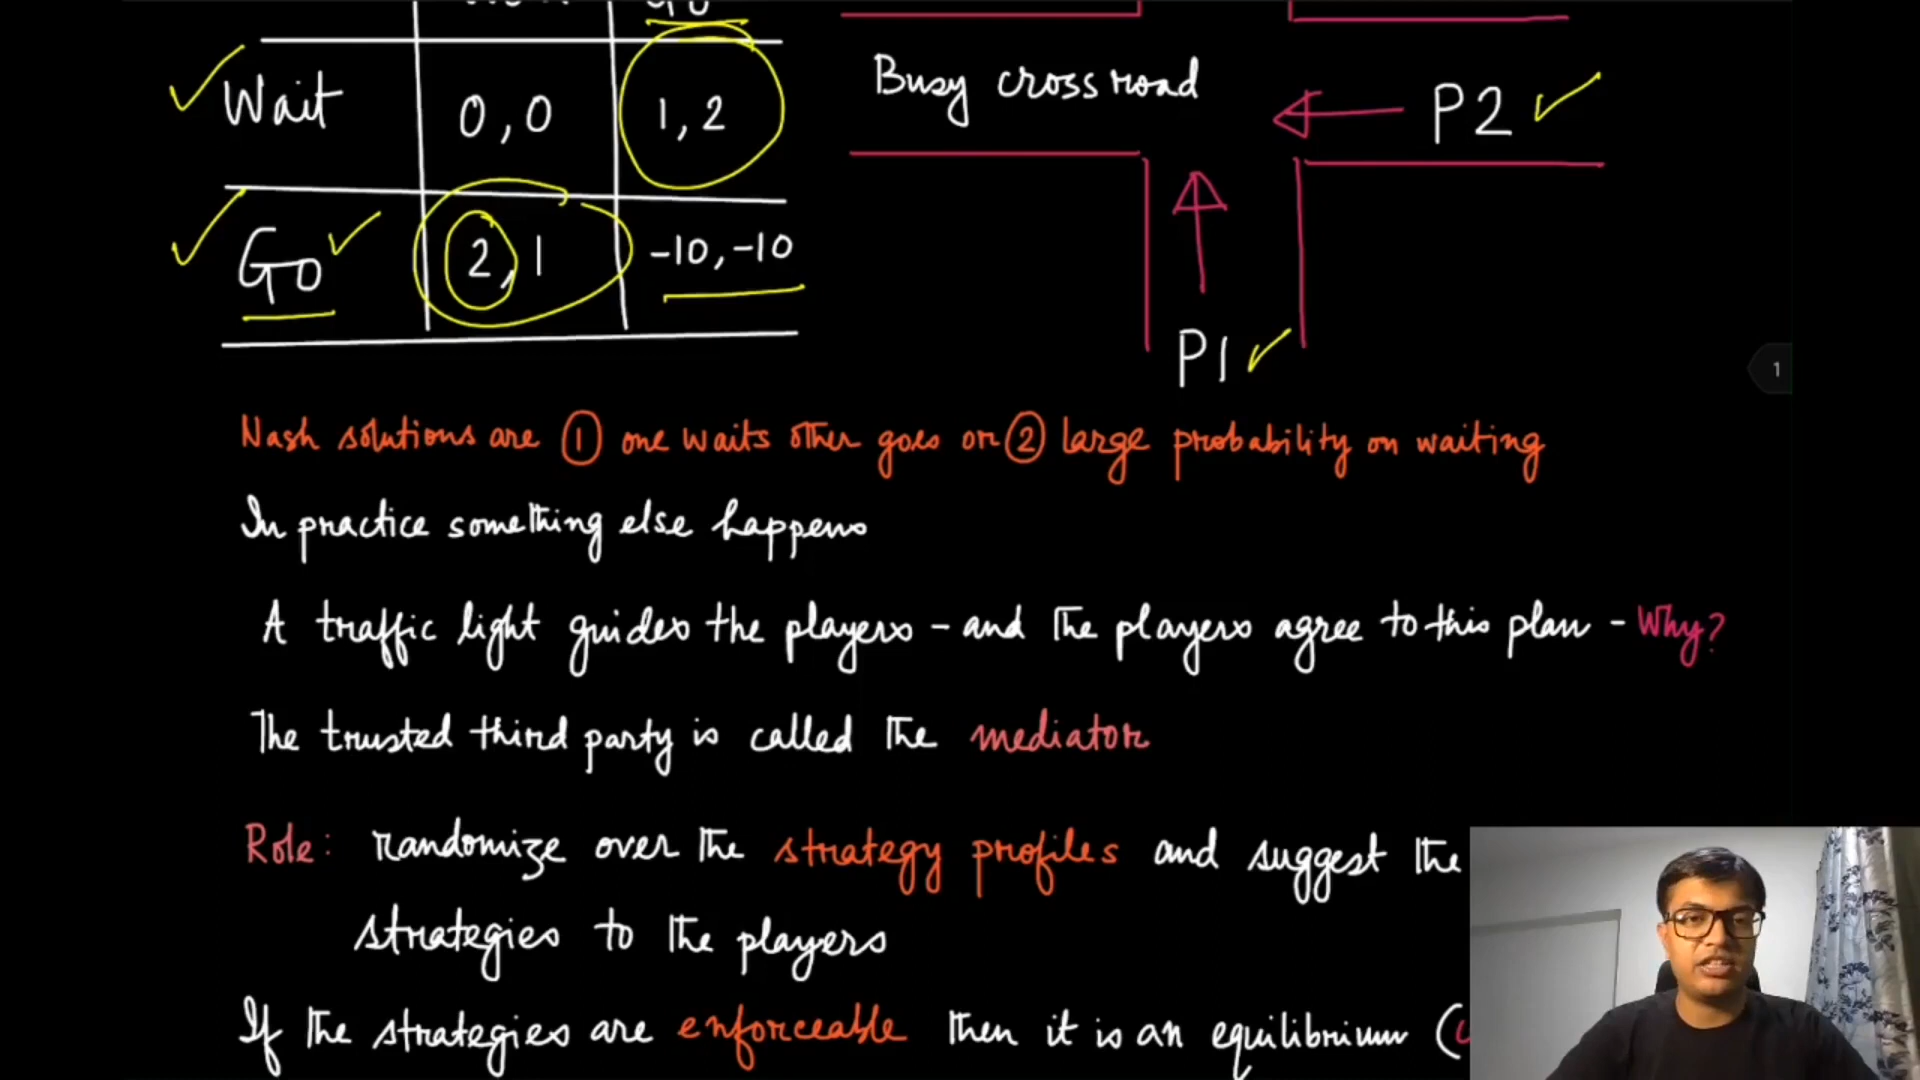 Go
Wait 0,0 1,2
Busy crossroad
P2
Go 2,1 -10,-10
P1
1
Nash solutions are ① one waits other goes or ② large probability on waiting
In practice something else happens
A traffic light guides the players - and the players agree to this plan - Why?
The trusted third party is called the mediator
Role: randomize over the strategy profiles and suggest the
strategies to the players
If the strategies are enforceable then it is an equilibrium (